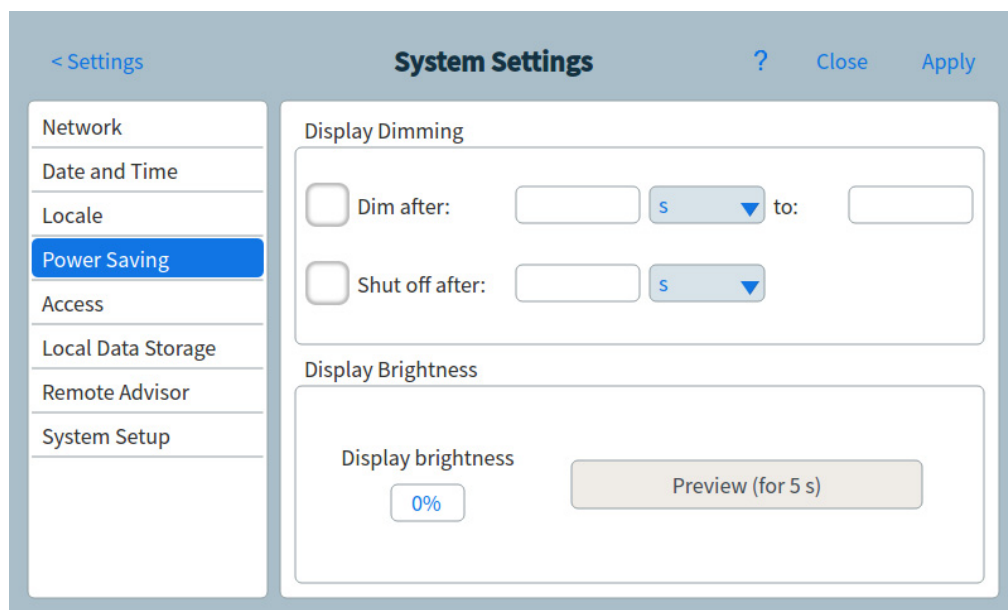 < Settings System Settings ? Close Apply
Network
Date and Time
Locale
Power Saving
Access
Local Data Storage
Remote Advisor
System Setup
Display Dimming
Dim after: s to:
Shut off after: s
Display Brightness
Display brightness
0%
Preview (for 5 s)